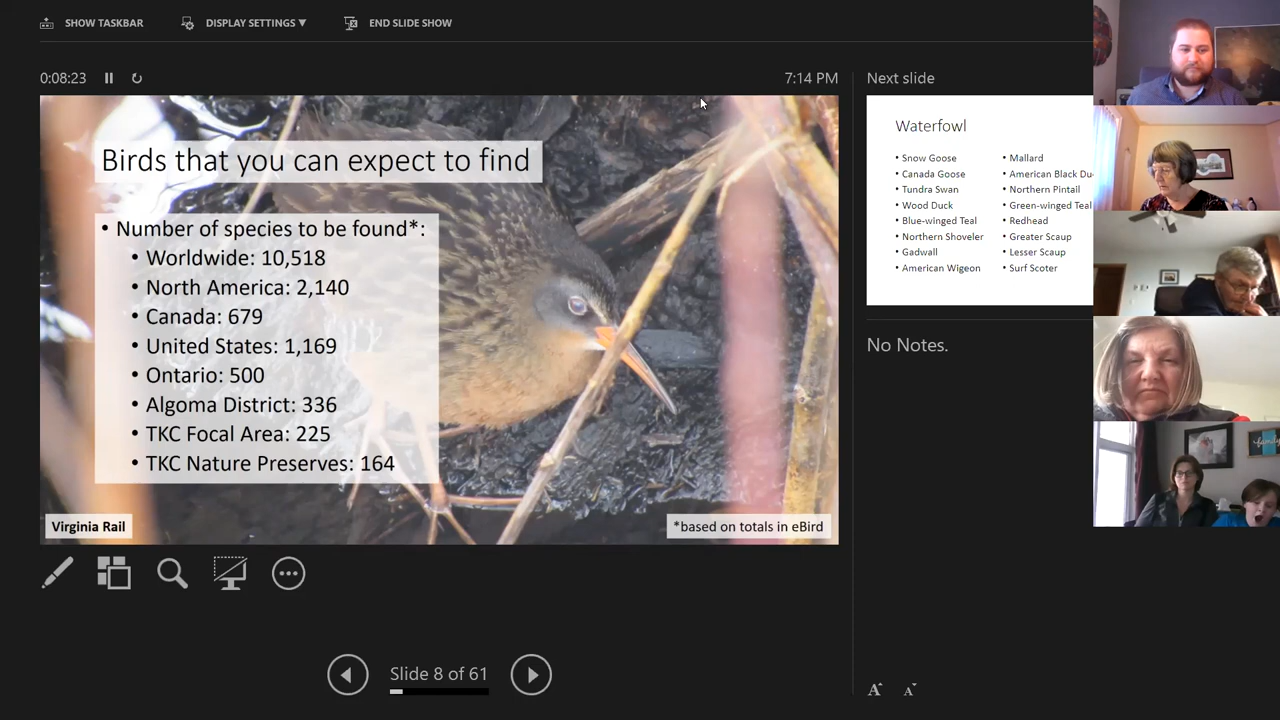 SHOW TASKBAR
DISPLAY SETTINGS ▼
END SLIDE SHOW
0:08:23
7:14 PM
Birds that you can expect to find
• Number of species to be found*:
• Worldwide: 10,518
• North America: 2,140
• Canada: 679
• United States: 1,169
• Ontario: 500
• Algoma District: 336
• TKC Focal Area: 225
• TKC Nature Preserves: 164
Virginia Rail
*based on totals in eBird
Slide 8 of 61
Next slide
Waterfowl
• Snow Goose
• Canada Goose
• Tundra Swan
• Wood Duck
• Blue-winged Teal
• Northern Shoveler
• Gadwall
• American Wigeon
• Mallard
• American Black Du
• Northern Pintail
• Green-winged Teal
• Redhead
• Greater Scaup
• Lesser Scaup
• Surf Scoter
No Notes.
A A
family